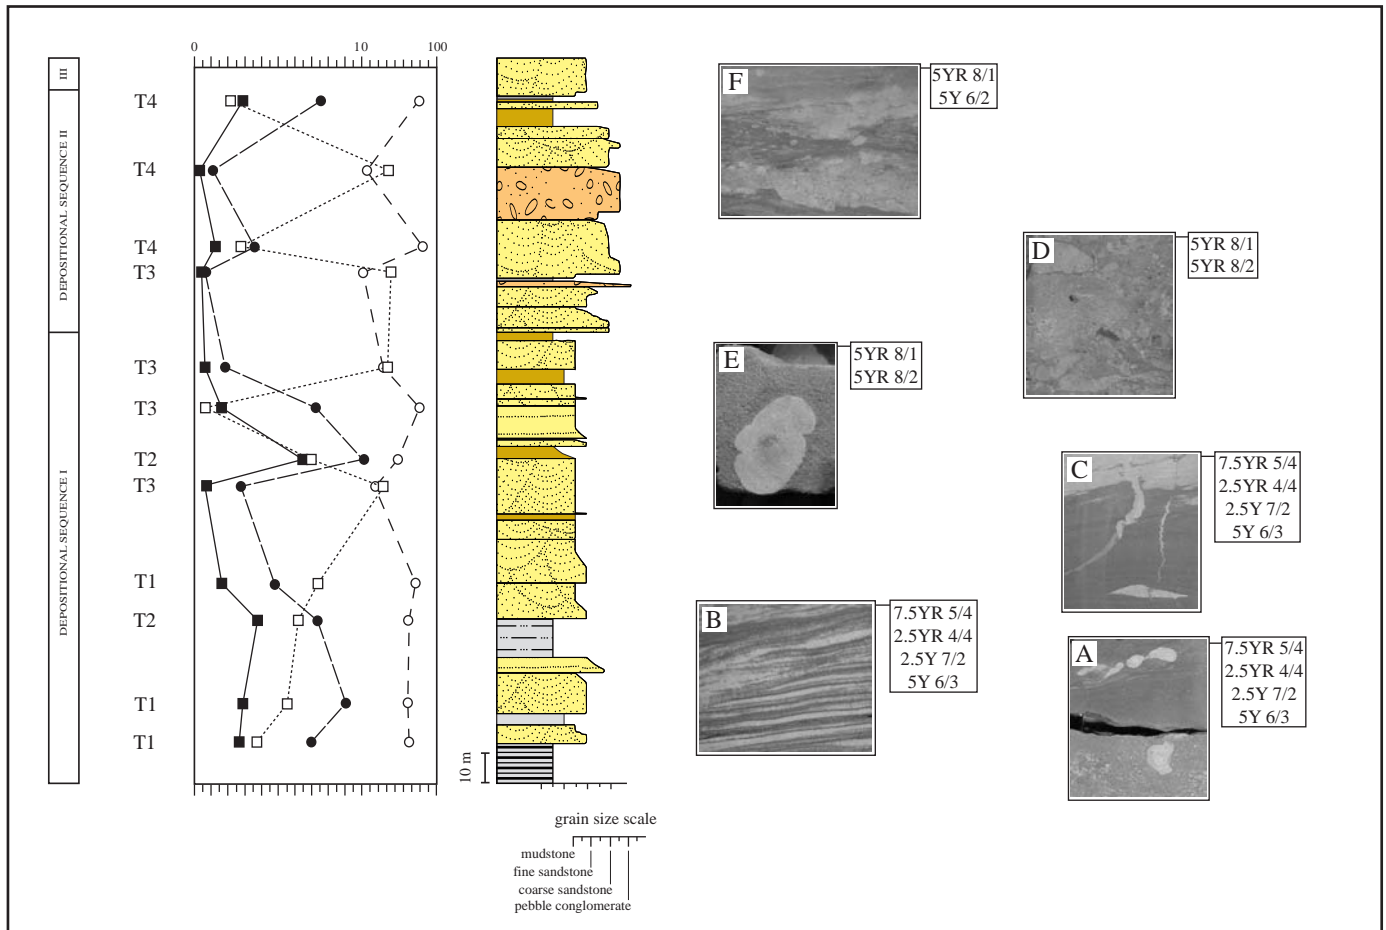 0 10 100
III
DEPOSITIONAL SEQUENCE II
DEPOSITIONAL SEQUENCE I
T4
T4
T4
T3
T3
T3
T2
T3
T1
T2
T1
T1
10 m
grain size scale
mudstone
fine sandstone
coarse sandstone
pebble conglomerate
F
5YR 8/1
5Y 6/2
D
5YR 8/1
5YR 8/2
E
5YR 8/1
5YR 8/2
C
7.5YR 5/4
2.5YR 4/4
2.5Y 7/2
5Y 6/3
B
7.5YR 5/4
2.5YR 4/4
2.5Y 7/2
5Y 6/3
A
7.5YR 5/4
2.5YR 4/4
2.5Y 7/2
5Y 6/3